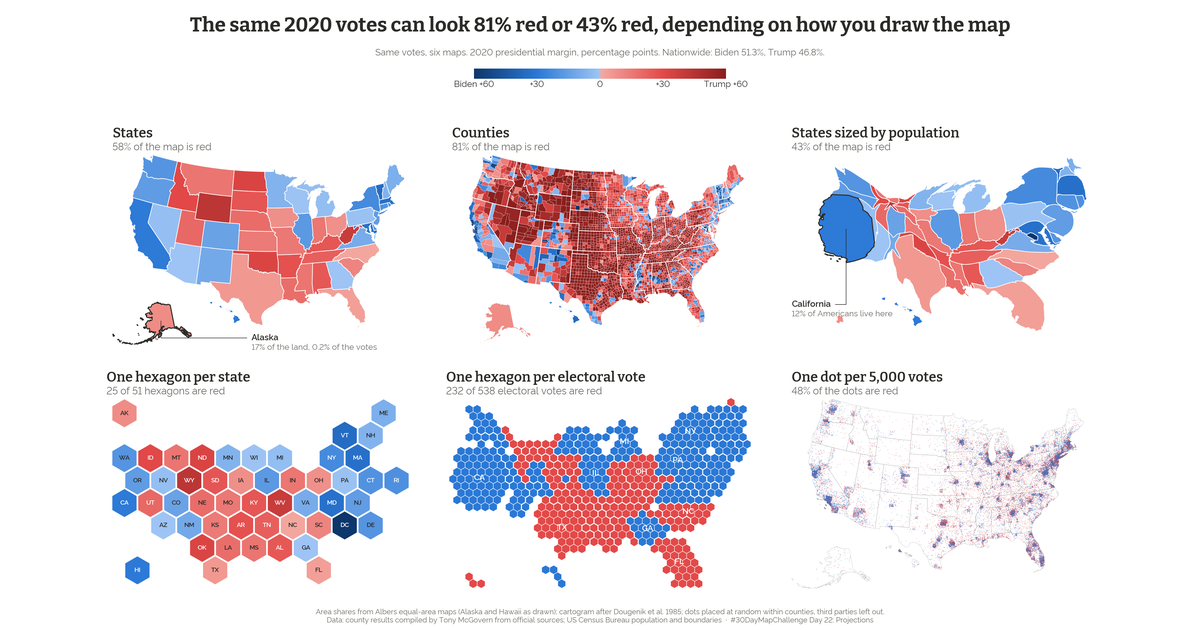 The same 2020 votes can look 81% red or 43% red, depending on how you draw the map
Same votes, six maps. 2020 presidential margin, percentage points. Nationwide: Biden 51.3%, Trump 46.8%.
Biden +60 +30 0 +30 Trump +60
States
58% of the map is red
Alaska
17% of the land, 0.2% of the votes
Counties
81% of the map is red
States sized by population
43% of the map is red
California
12% of Americans live here
One hexagon per state
25 of 51 hexagons are red
AK ME
VT NH
WA ID MT ND MN WI MI NY MA
OR NV WY SD IA IL IN OH PA CT RI
CA UT CO NE MO KY WV VA MD NJ
AZ NM KS AR TN NC SC DC DE
OK LA MS AL GA
HI TX FL
One hexagon per electoral vote
232 of 538 electoral votes are red
NY
MI
PA
OH
IL
CA
NC
TX
GA
FL
One dot per 5,000 votes
48% of the dots are red
Area shares from Albers equal-area maps (Alaska and Hawaii as drawn); cartogram after Dougenik et al. 1985; dots placed at random within counties, third parties left out.
Data: county results compiled by Tony McGovern from official sources; US Census Bureau population and boundaries · #30DayMapChallenge Day 22: Projections